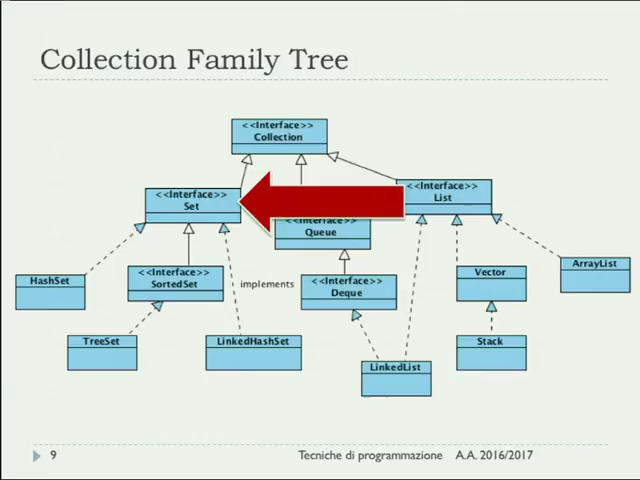 Collection Family Tree
<<Interface>>
Collection
<<Interface>>
Set
<<Interface>>
List
<<Interface>>
Queue
HashSet
<<Interface>>
SortedSet
implements
<<Interface>>
Deque
Vector
ArrayList
TreeSet
LinkedHashSet
LinkedList
Stack
9
Tecniche di programmazione A.A. 2016/2017